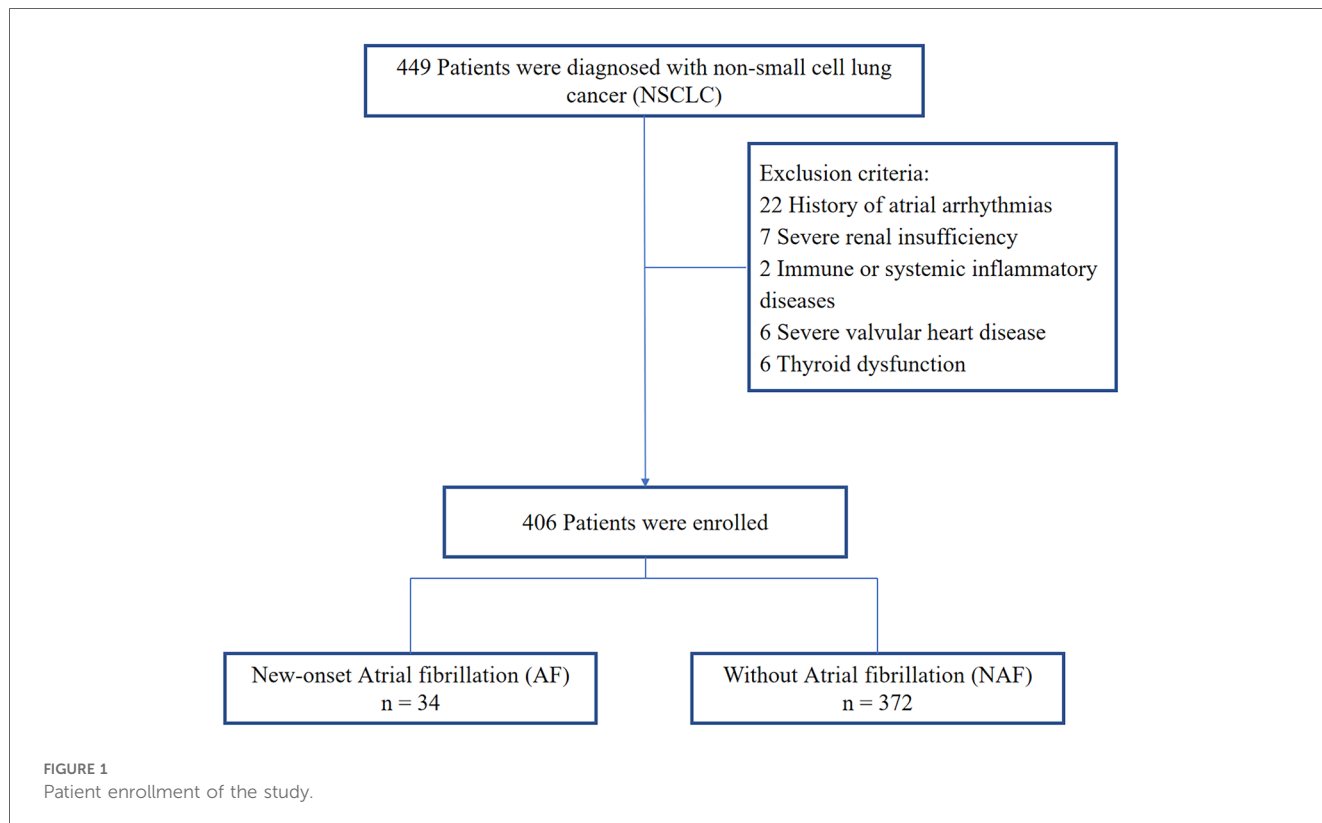 449 Patients were diagnosed with non-small cell lung
cancer (NSCLC)
Exclusion criteria:
22 History of atrial arrhythmias
7 Severe renal insufficiency
2 Immune or systemic inflammatory
diseases
6 Severe valvular heart disease
6 Thyroid dysfunction
406 Patients were enrolled
New-onset Atrial fibrillation (AF)
n = 34
Without Atrial fibrillation (NAF)
n = 372
FIGURE 1
Patient enrollment of the study.